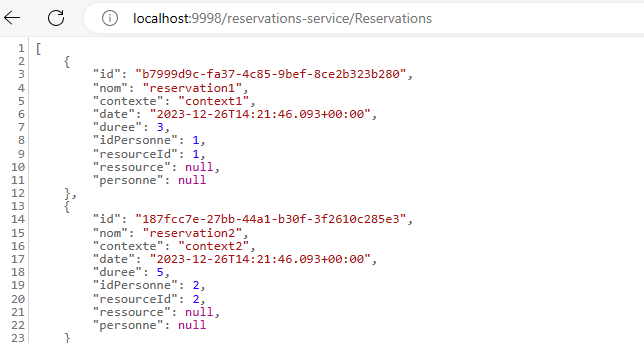 localhost:9998/reservations-service/Reservations
1 [
2 {
3 "id": "b7999d9c-fa37-4c85-9bef-8ce2b323b280",
4 "nom": "reservation1",
5 "contexte": "context1",
6 "date": "2023-12-26T14:21:46.093+00:00",
7 "duree": 3,
8 "idPersonne": 1,
9 "resourceId": 1,
10 "ressource": null,
11 "personne": null
12 },
13 {
14 "id": "187fcc7e-27bb-44a1-b30f-3f2610c285e3",
15 "nom": "reservation2",
16 "contexte": "context2",
17 "date": "2023-12-26T14:21:46.093+00:00",
18 "duree": 5,
19 "idPersonne": 2,
20 "resourceId": 2,
21 "ressource": null,
22 "personne": null
23 }